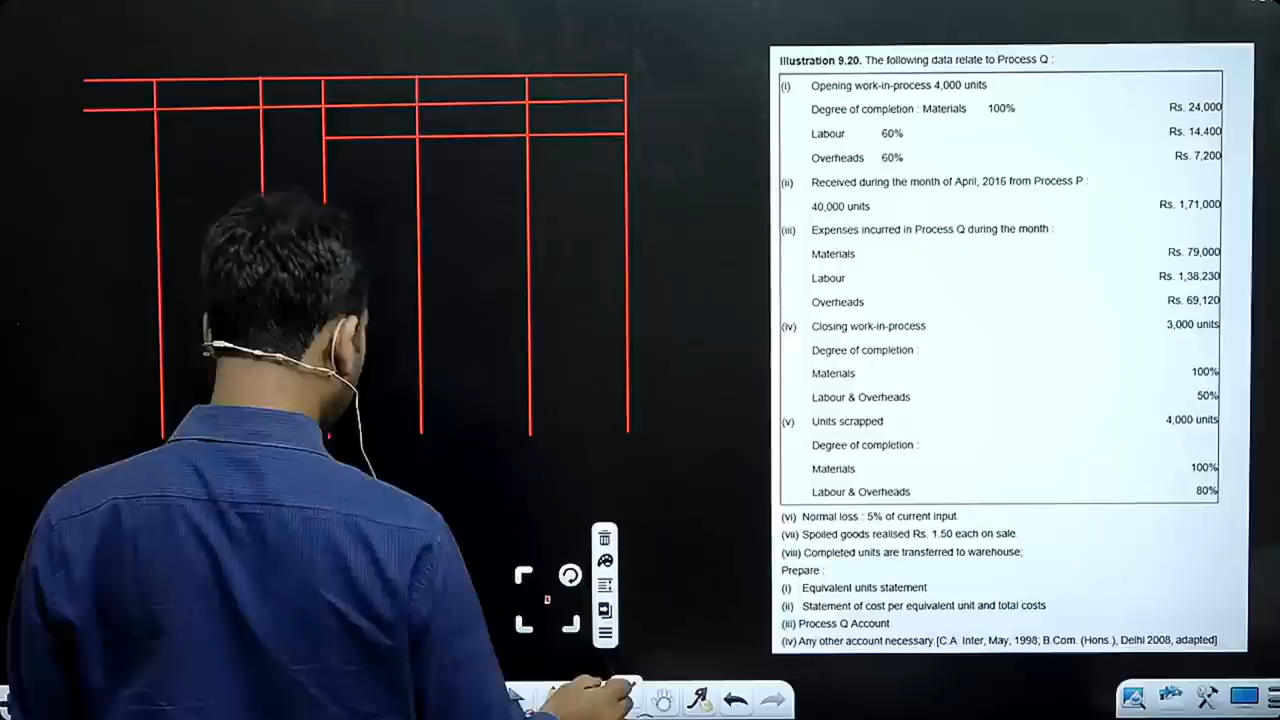 Illustration 9.20. The following data relate to Process Q :
(i) Opening work-in-process 4,000 units
Degree of completion : Materials 100% Rs. 24,000
Labour 60% Rs. 14,400
Overheads 60% Rs. 7,200
(ii) Received during the month of April, 2016 from Process P :
40,000 units Rs. 1,71,000
(iii) Expenses incurred in Process Q during the month :
Materials Rs. 79,000
Labour Rs. 1,38,230
Overheads Rs. 69,120
(iv) Closing work-in-process 3,000 units
Degree of completion :
Materials 100%
Labour & Overheads 50%
(v) Units scrapped 4,000 units
Degree of completion :
Materials 100%
Labour & Overheads 80%
(vi) Normal loss : 5% of current input
(vii) Spoiled goods realised Rs. 1.50 each on sale.
(viii) Completed units are transferred to warehouse;
Prepare :
(i) Equivalent units statement
(ii) Statement of cost per equivalent unit and total costs
(iii) Process Q Account
(iv) Any other account necessary [C.A. Inter, May, 1998; B.Com. (Hons.), Delhi 2008, adapted]